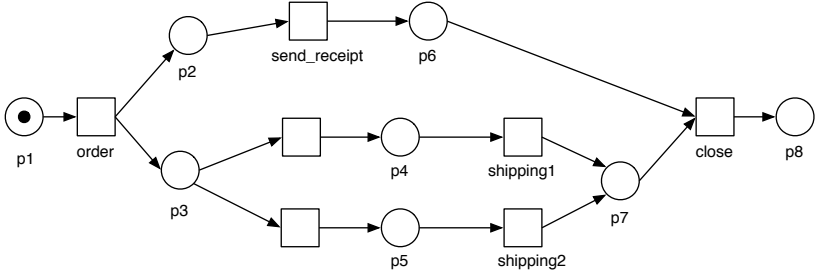 send_receipt
p2
p6
p1
order
p4
shipping1
close
p8
p3
p7
p5
shipping2